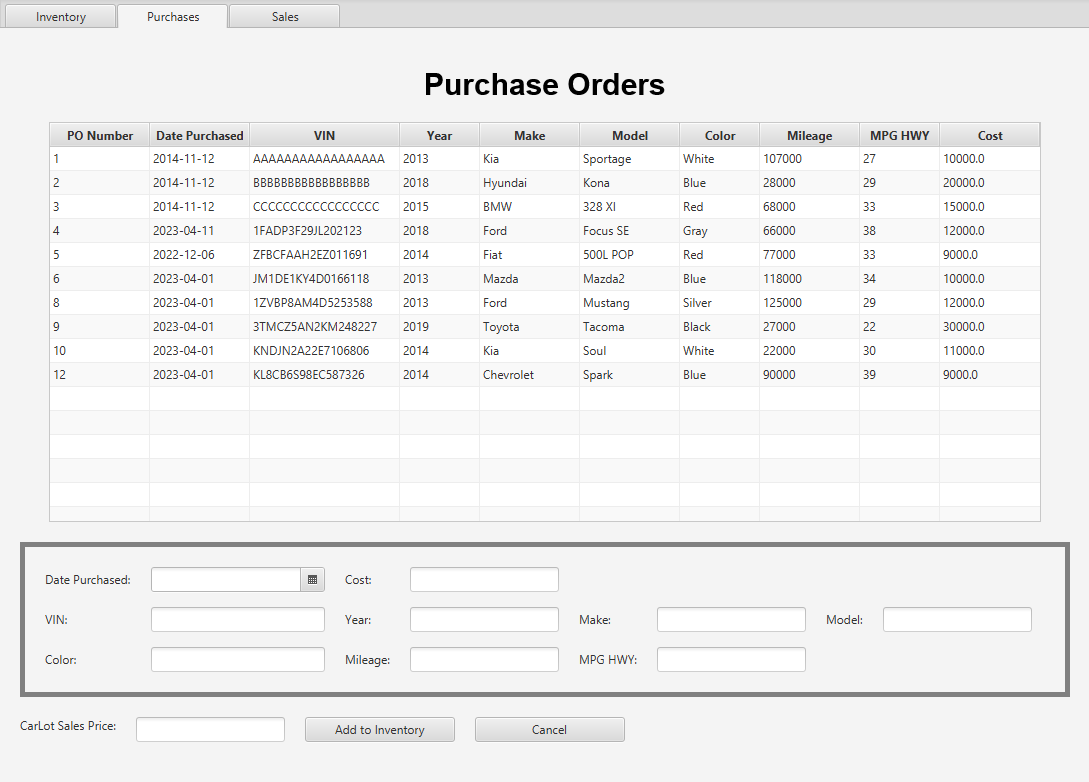 Inventory Purchases Sales
Purchase Orders
PO Number Date Purchased VIN Year Make Model Color Mileage MPG HWY Cost
1 2014-11-12 AAAAAAAAAAAAAAAAA 2013 Kia Sportage White 107000 27 10000.0
2 2014-11-12 BBBBBBBBBBBBBBBBB 2018 Hyundai Kona Blue 28000 29 20000.0
3 2014-11-12 CCCCCCCCCCCCCCCCC 2015 BMW 328 XI Red 68000 33 15000.0
4 2023-04-11 1FADP3F29JL202123 2018 Ford Focus SE Gray 66000 38 12000.0
5 2022-12-06 ZFBCFAAH2EZ011691 2014 Fiat 500L POP Red 77000 33 9000.0
6 2023-04-01 JM1DE1KY4D0166118 2013 Mazda Mazda2 Blue 118000 34 10000.0
8 2023-04-01 1ZVBP8AM4D5253588 2013 Ford Mustang Silver 125000 29 12000.0
9 2023-04-01 3TMCZ5AN2KM248227 2019 Toyota Tacoma Black 27000 22 30000.0
10 2023-04-01 KNDJN2A22E7106806 2014 Kia Soul White 22000 30 11000.0
12 2023-04-01 KL8CB6S98EC587326 2014 Chevrolet Spark Blue 90000 39 9000.0
Date Purchased: Cost:
VIN: Year: Make: Model:
Color: Mileage: MPG HWY:
CarLot Sales Price: Add to Inventory Cancel